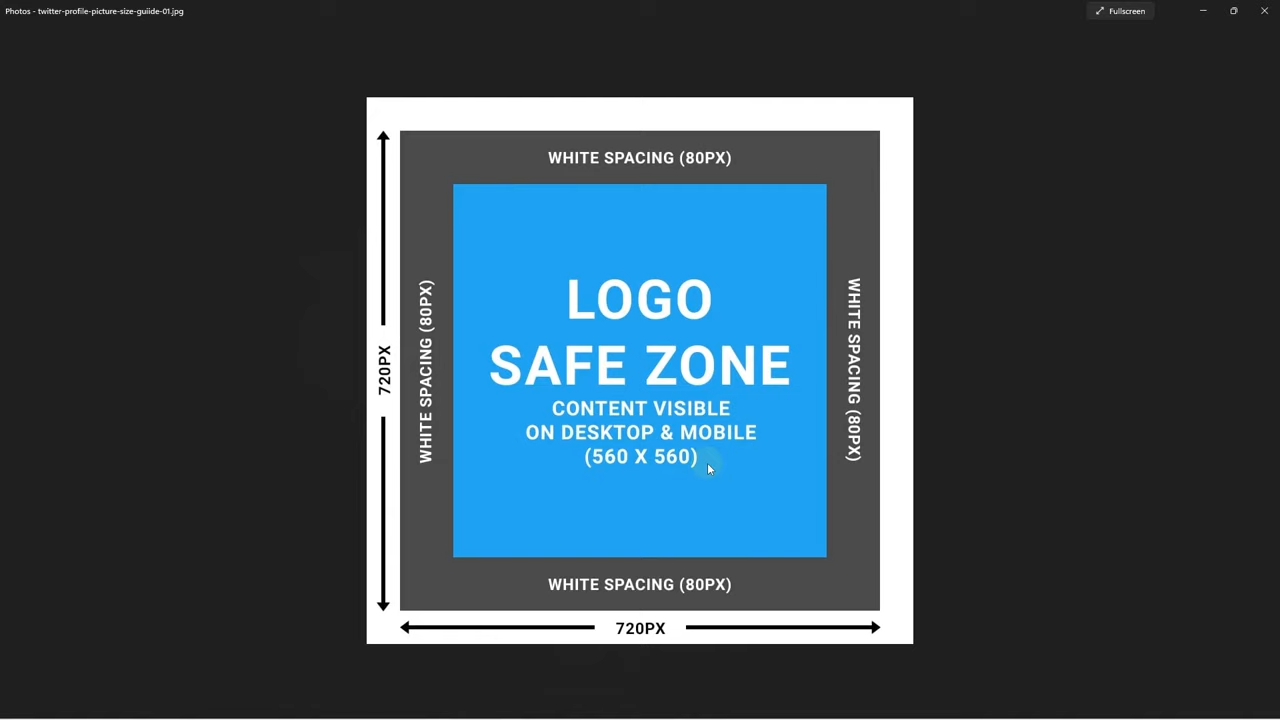 Photos - twitter-profile-picture-size-guiide-01.jpg
Fullscreen
WHITE SPACING (80PX)
720PX
WHITE SPACING (80PX)
LOGO
SAFE ZONE
CONTENT VISIBLE
ON DESKTOP & MOBILE
(560 X 560)
WHITE SPACING (80PX)
WHITE SPACING (80PX)
720PX